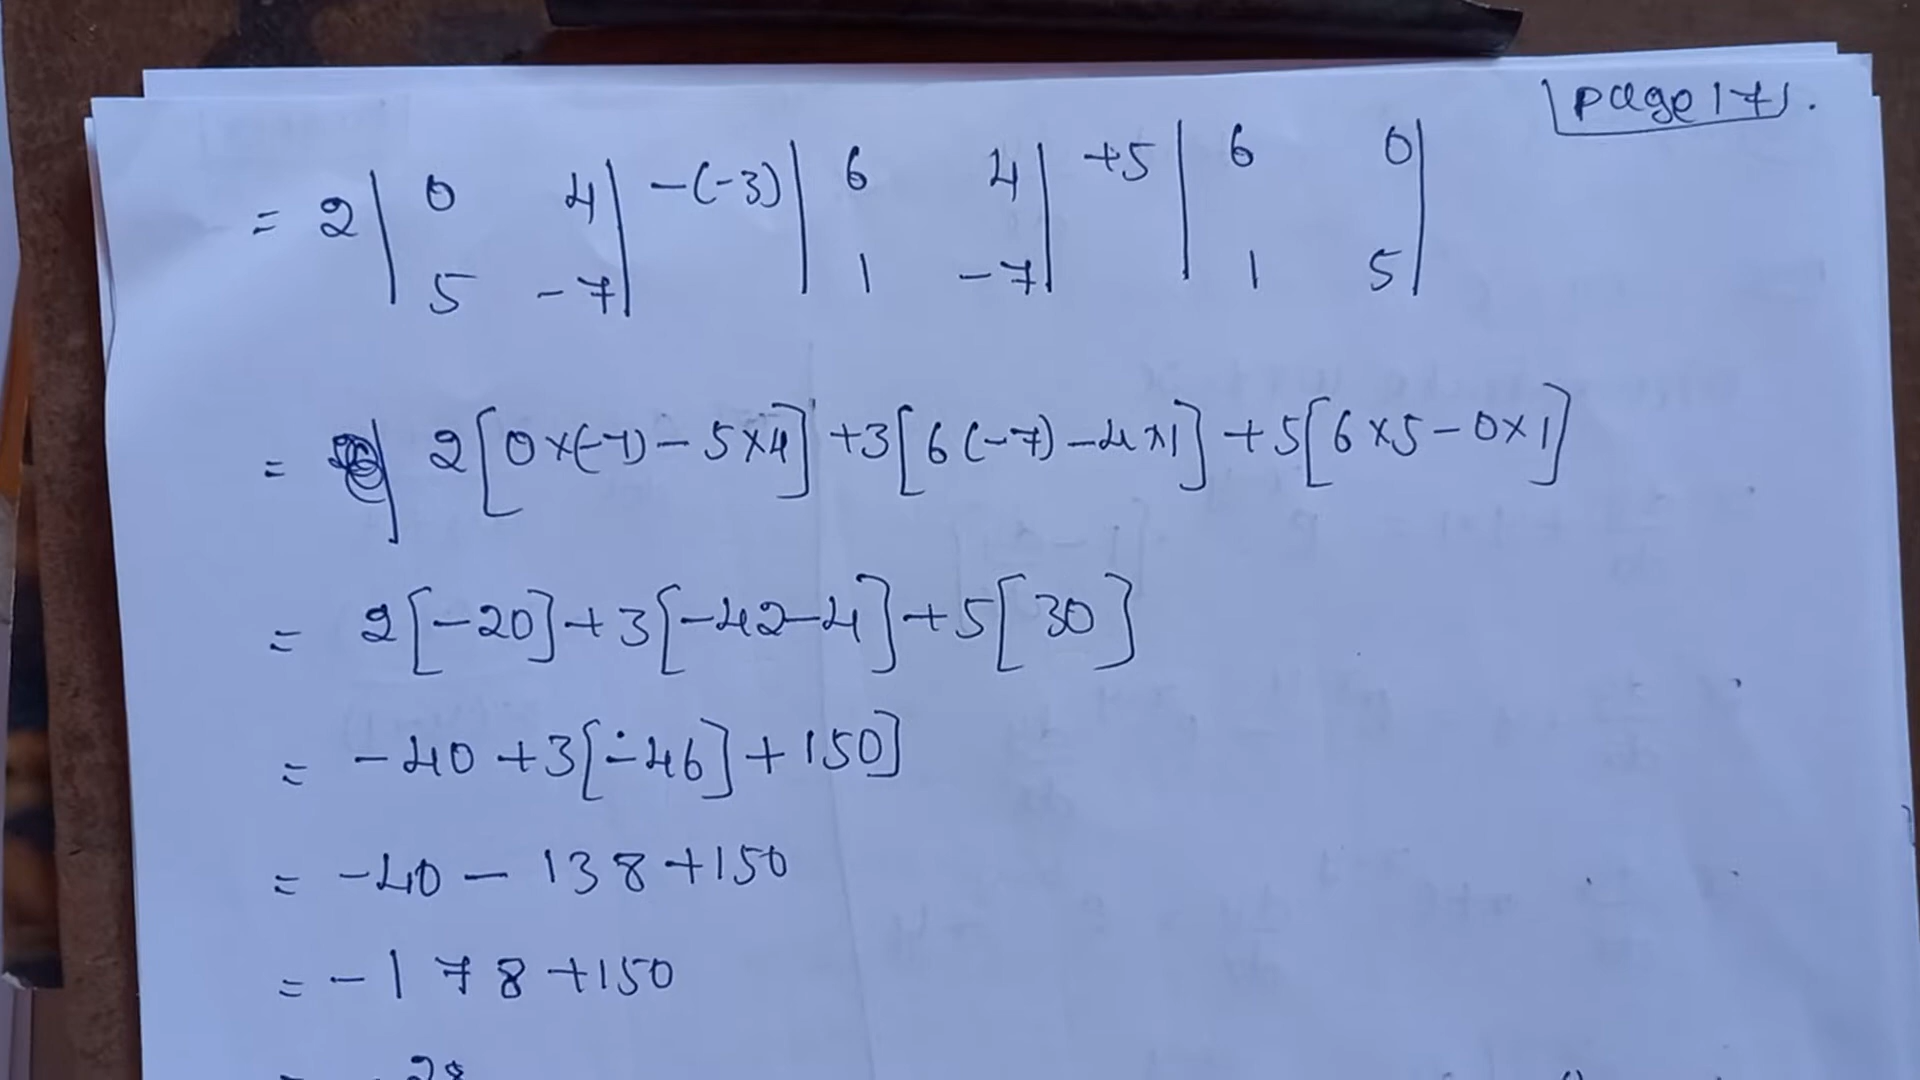 page 171.
= 2 | 0 4 | -(-3) | 6 4 | +5 | 6 0 |
| 5 -7 | | 1 -7 | | 1 5 |
= 2[0×(-7)-5×4]+3[6(-7)-4×1]+5[6×5-0×1]
= 2[-20]+3[-42-4]+5[30]
= -40+3[-46]+150]
= -40-138+150
= -178+150
= -28